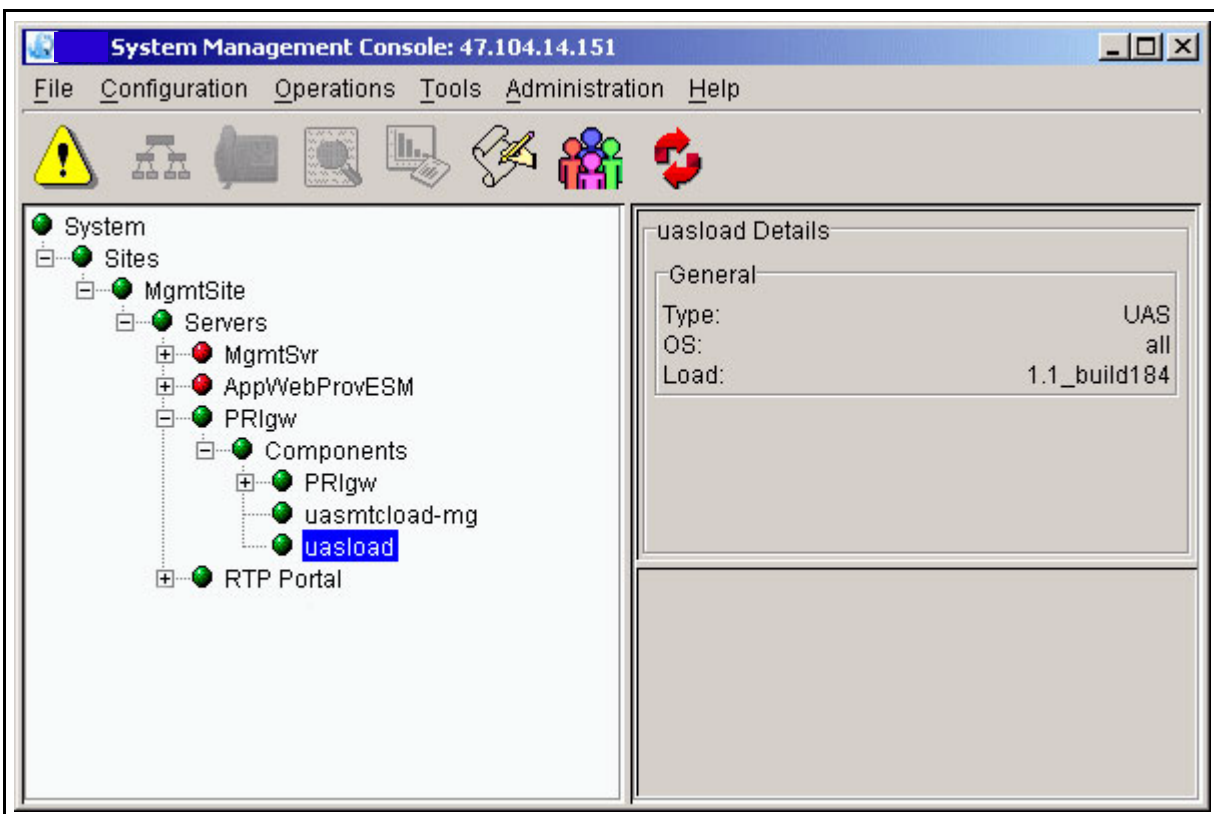 System Management Console: 47.104.14.151
File Configuration Operations Tools Administration Help
System
Sites
MgmtSite
Servers
MgmtSvr
AppWebProvESM
PRIgw
Components
PRIgw
uasmtcload-mg
uasload
RTP Portal
uasload Details
General
Type: UAS
OS: all
Load: 1.1_build184